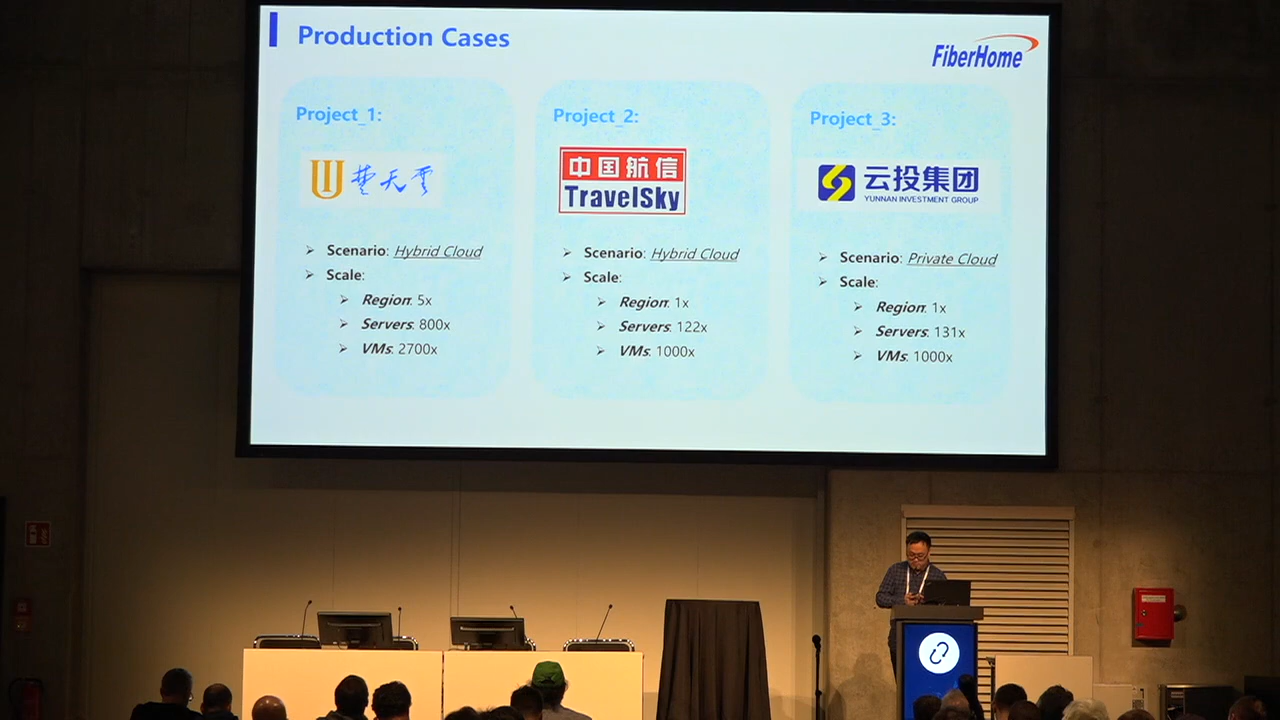 Production Cases
FiberHome
Project_1:
楚天雲
Scenario: Hybrid Cloud
Scale:
Region: 5x
Servers: 800x
VMs: 2700x
Project_2:
中国航信
TravelSky
Scenario: Hybrid Cloud
Scale:
Region: 1x
Servers: 122x
VMs: 1000x
Project_3:
云投集团
YUNNAN INVESTMENT GROUP
Scenario: Private Cloud
Scale:
Region: 1x
Servers: 131x
VMs: 1000x